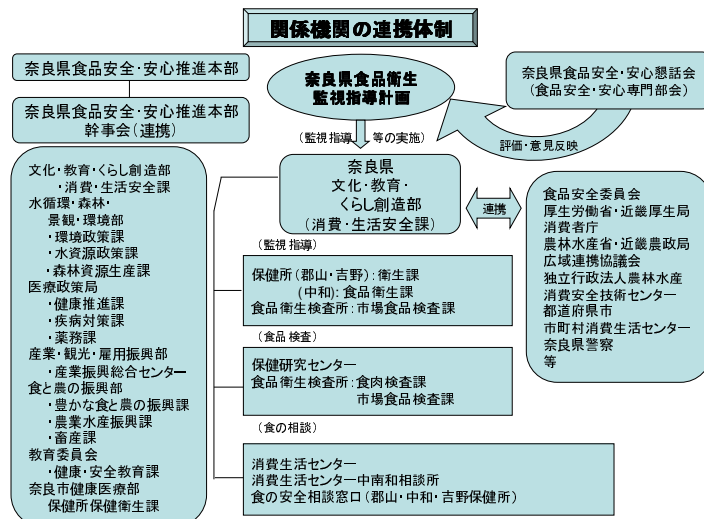 関係機関の連携体制
奈良県食品安全・安心推進本部
奈良県食品安全・安心推進本部
幹事会(連携)
奈良県食品衛生
監視指導計画
奈良県食品安全・安心懇話会
(食品安全・安心専門部会)
評価・意見反映
(監視指導 等の実施)
文化・教育・くらし創造部
・消費・生活安全課
水循環・森林・
景観・環境部
・環境政策課
・水資源政策課
・森林資源生産課
医療政策局
・健康推進課
・疾病対策課
・薬務課
産業・観光・雇用振興部
・産業振興総合センター
食と農の振興部
・豊かな食と農の振興課
・農業水産振興課
・畜産課
教育委員会
・健康・安全教育課
奈良市健康医療部
保健所保健衛生課
奈良県
文化・教育・
くらし創造部
(消費・生活安全課)
連携
食品安全委員会
厚生労働省・近畿厚生局
消費者庁
農林水産省・近畿農政局
広域連携協議会
独立行政法人農林水産
消費安全技術センター
都道府県市
市町村消費生活センター
奈良県警察
等
(監視指導)
保健所(郡山・吉野):衛生課
(中和):食品衛生課
食品衛生検査所:市場食品検査課
(食品検査)
保健研究センター
食品衛生検査所:食肉検査課
市場食品検査課
(食の相談)
消費生活センター
消費生活センター中南和相談所
食の安全相談窓口(郡山・中和・吉野保健所)